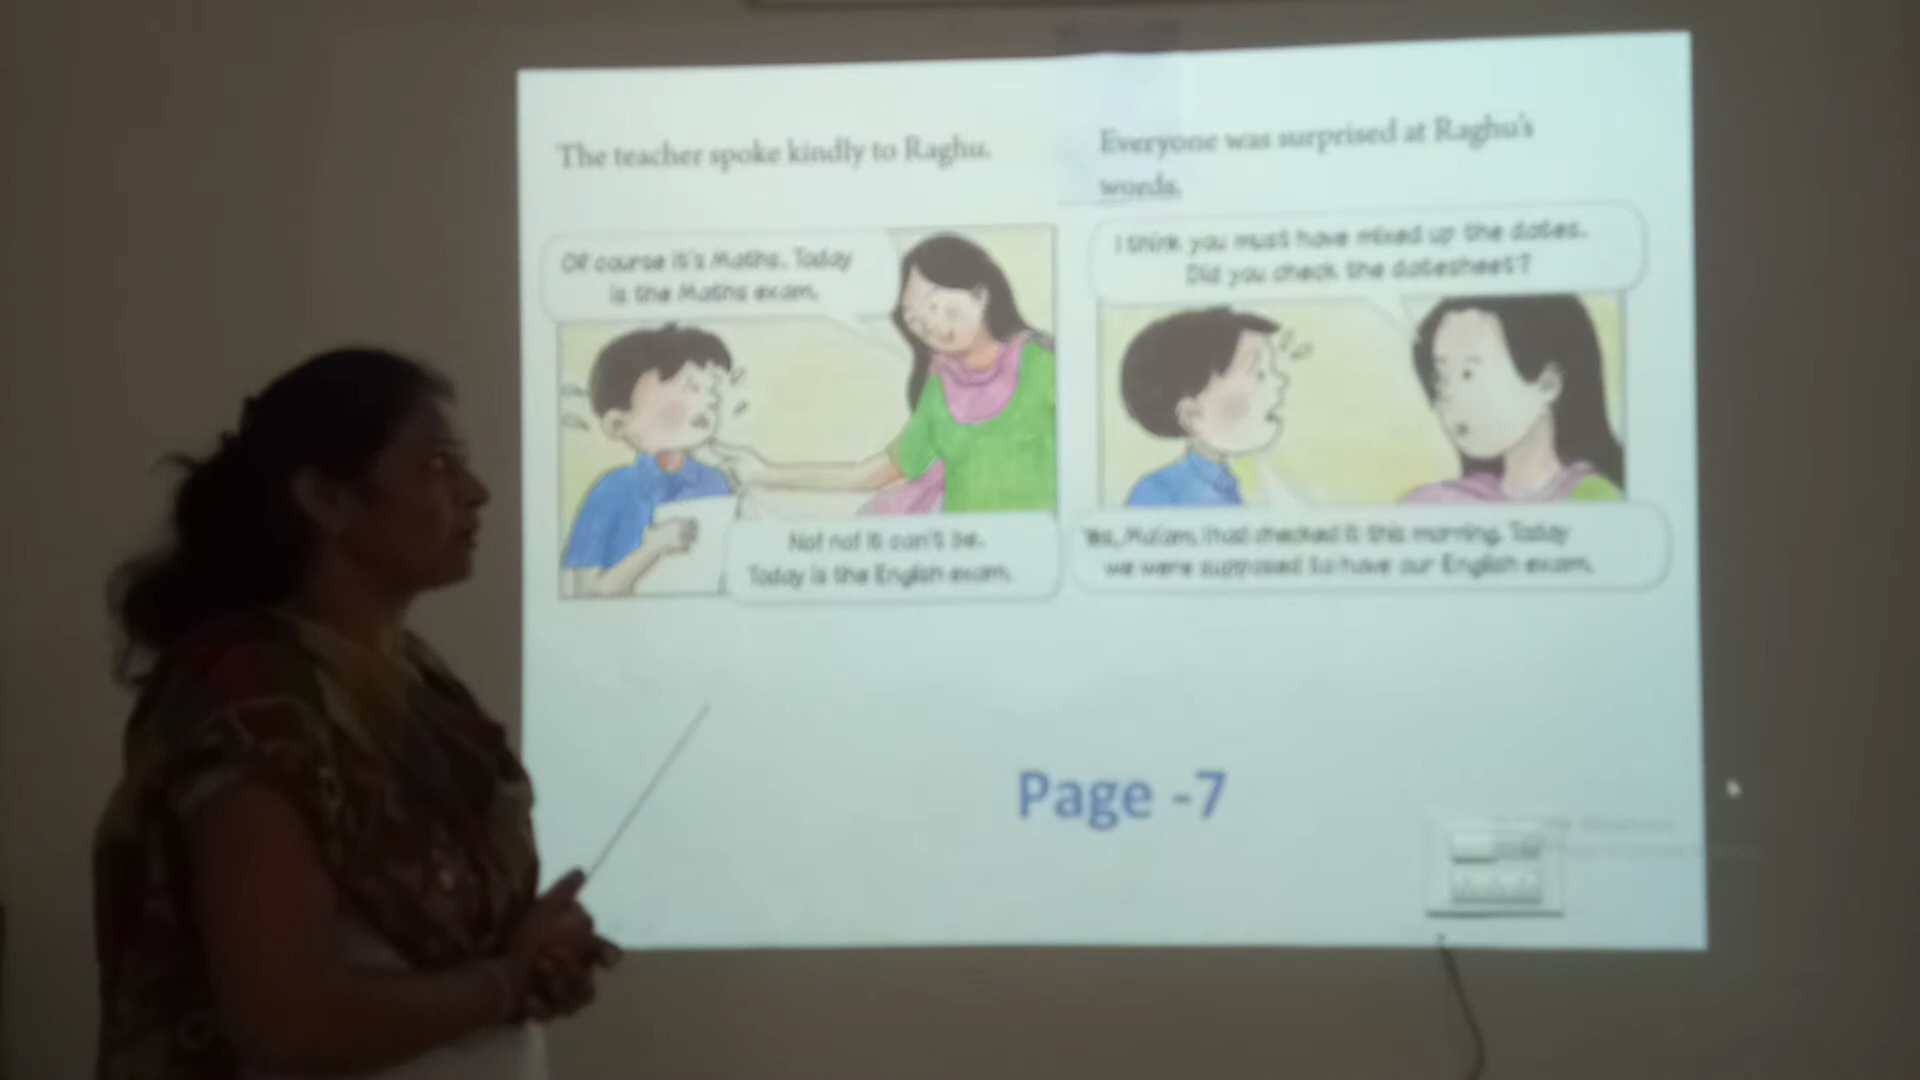 The teacher spoke kindly to Raghu.
Of course it's Maths. Today
is the Maths exam.
No! no! It can't be.
Today is the English exam.
Everyone was surprised at Raghu's
words.
I think you must have mixed up the dates.
Did you check the datesheet?
Yes, Ma'am, I had checked it this morning. Today
we were supposed to have our English exam.
Page -7